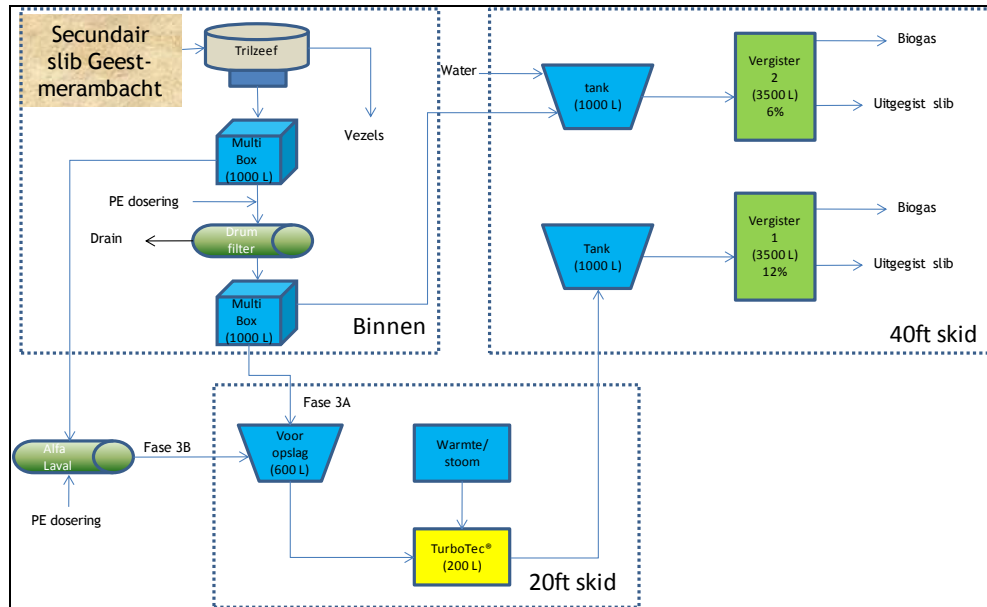 Secundair
slib Geest-
merambacht
Trilzeef
Vezels
Multi
Box
(1000 L)
PE dosering
Drain
Drum
filter
Multi
Box
(1000 L)
Binnen
Water
tank
(1000 L)
Vergister
2
(3500 L)
6%
Biogas
Uitgegist slib
Tank
(1000 L)
Vergister
1
(3500 L)
12%
Biogas
Uitgegist slib
40ft skid
Alfa
Laval
PE dosering
Fase 3B
Fase 3A
Voor
opslag
(600 L)
Warmte/
stoom
TurboTec®
(200 L)
20ft skid